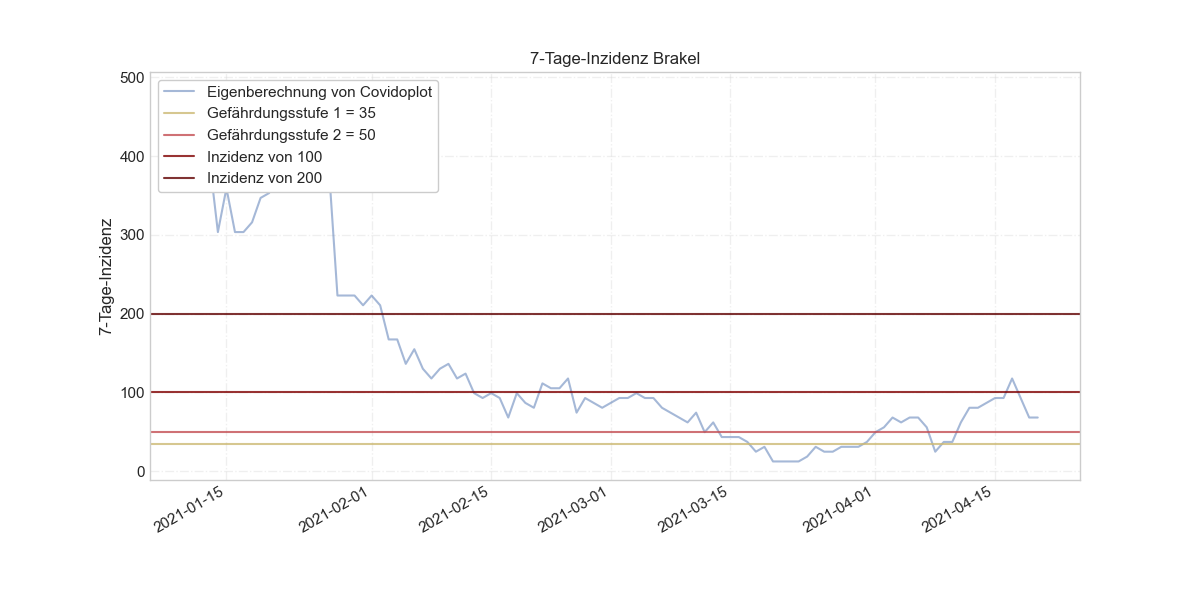 7-Tage-Inzidenz Brakel
7-Tage-Inzidenz
500
400
300
200
100
0
Eigenberechnung von Covidoplot
Gefährdungsstufe 1 = 35
Gefährdungsstufe 2 = 50
Inzidenz von 100
Inzidenz von 200
2021-01-15
2021-02-01
2021-02-15
2021-03-01
2021-03-15
2021-04-01
2021-04-15